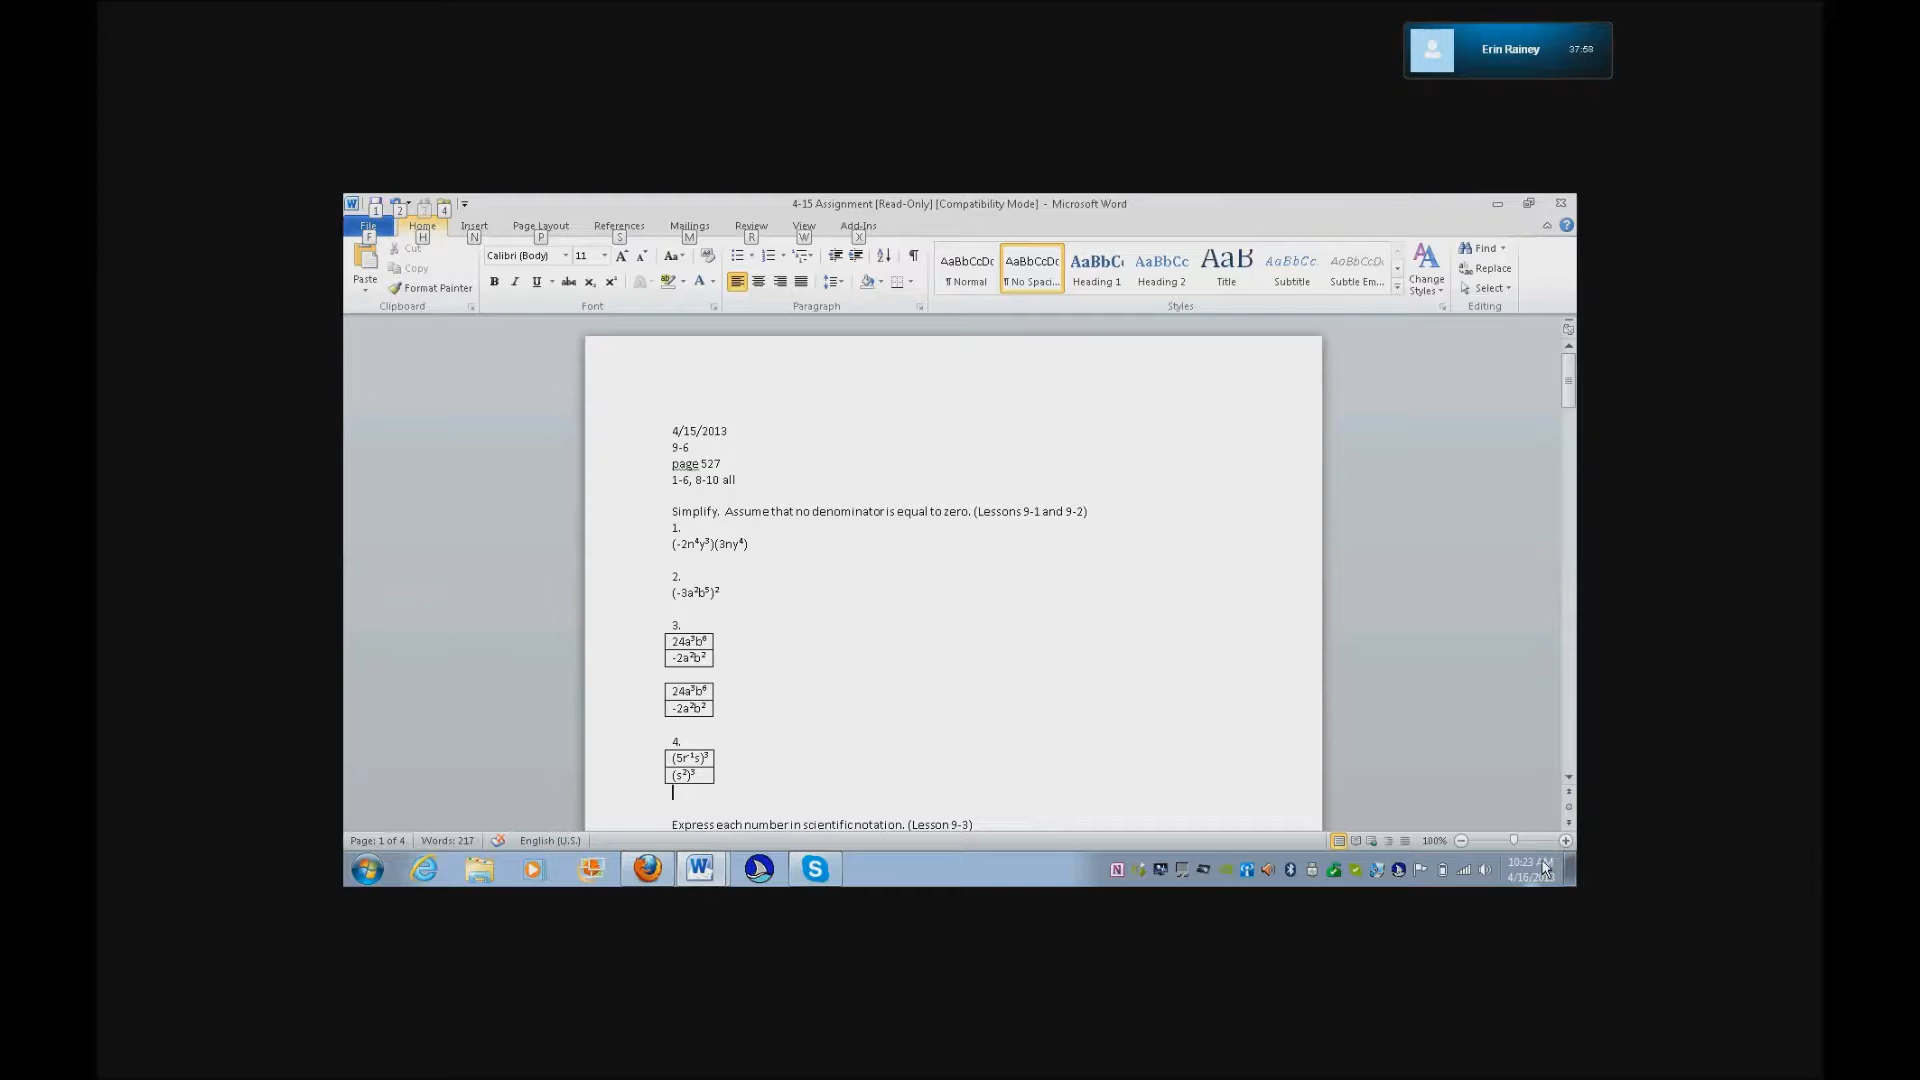 Erin Rainey 37:58
4-15 Assignment [Read-Only] [Compatibility Mode] - Microsoft Word
1 2 3 4
File Home Insert Page Layout References Mailings Review View Add-Ins
F H N P S M R W X
Cut
Copy
Format Painter
Paste
Clipboard
Calibri (Body) 11
Font
Paragraph
AaBbCcDc AaBbCcDc AaBbC AaBbCc AaB AaBbCc. AaBbCcDc
¶ Normal ¶ No Spaci... Heading 1 Heading 2 Title Subtitle Subtle Em...
Change Styles
Styles
Find
Replace
Select
Editing
4/15/2013
9-6
page 527
1-6, 8-10 all
Simplify. Assume that no denominator is equal to zero. (Lessons 9-1 and 9-2)
1.
(-2n⁴y³)(3ny⁴)
2.
(-3a²b⁵)²
3.
24a³b⁶
-2a²b²
24a³b⁶
-2a²b²
4.
(5r⁻¹s)³
(s²)³
Express each number in scientific notation. (Lesson 9-3)
Page: 1 of 4 Words: 217 English (U.S.) 100%
10:23 AM